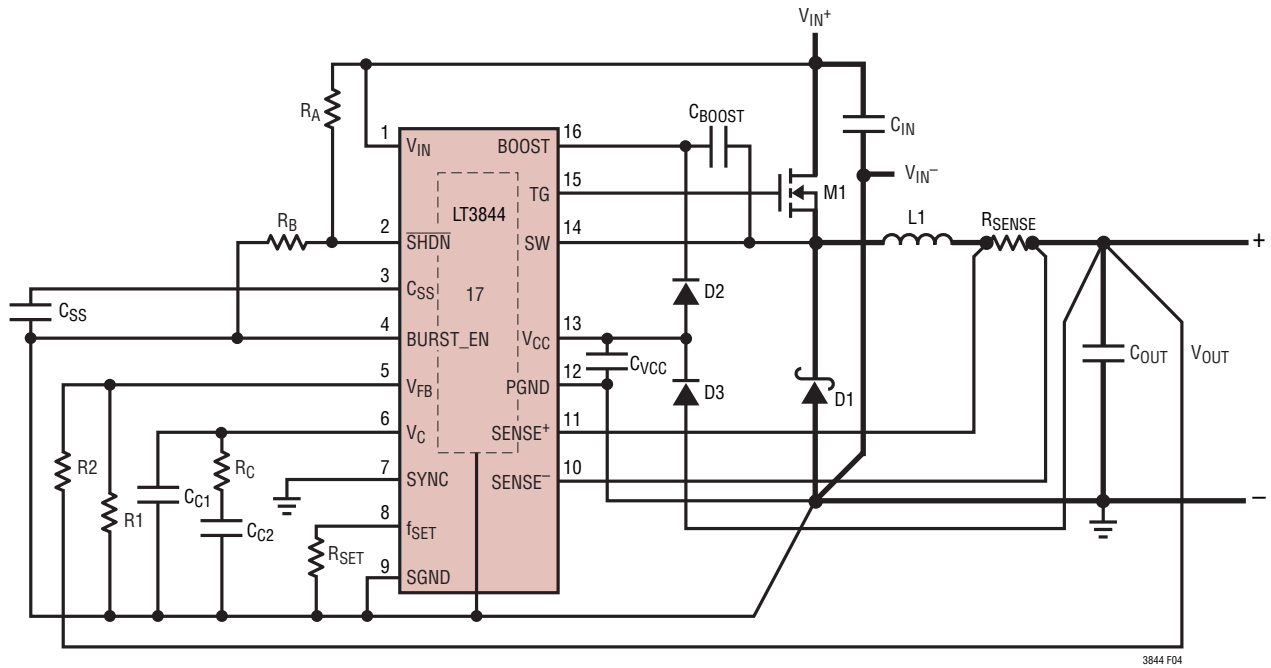 VIN+
RA
CBOOST
CIN
1
VIN
BOOST
16
VIN−
TG
15
M1
LT3844
L1
RSENSE
RB
2
SHDN
SW
14
+
3
CSS
17
D2
CSS
4
BURST_EN
VCC
13
CVCC
COUT
VOUT
5
VFB
PGND
12
D3
D1
6
VC
SENSE+
11
R2
RC
7
SYNC
SENSE−
10
CC1
R1
CC2
−
8
fSET
RSET
9
SGND
3844 F04